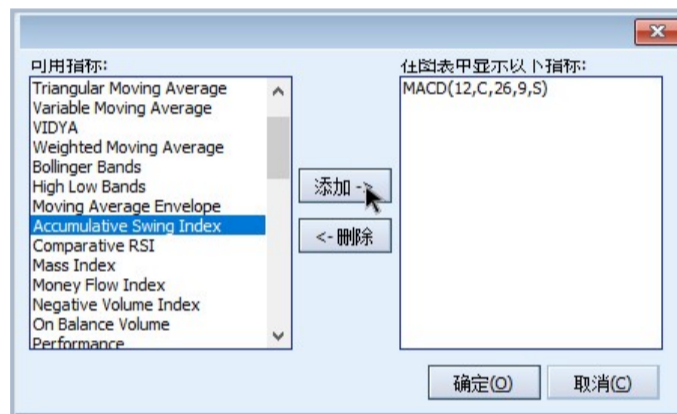 可用指标:
Triangular Moving Average
Variable Moving Average
VIDYA
Weighted Moving Average
Bollinger Bands
High Low Bands
Moving Average Envelope
Accumulative Swing Index
Comparative RSI
Mass Index
Money Flow Index
Negative Volume Index
On Balance Volume
Performance
添加 ->
<- 删除
在图表中显示以下指标:
MACD(12,C,26,9,S)
确定(O)
取消(C)